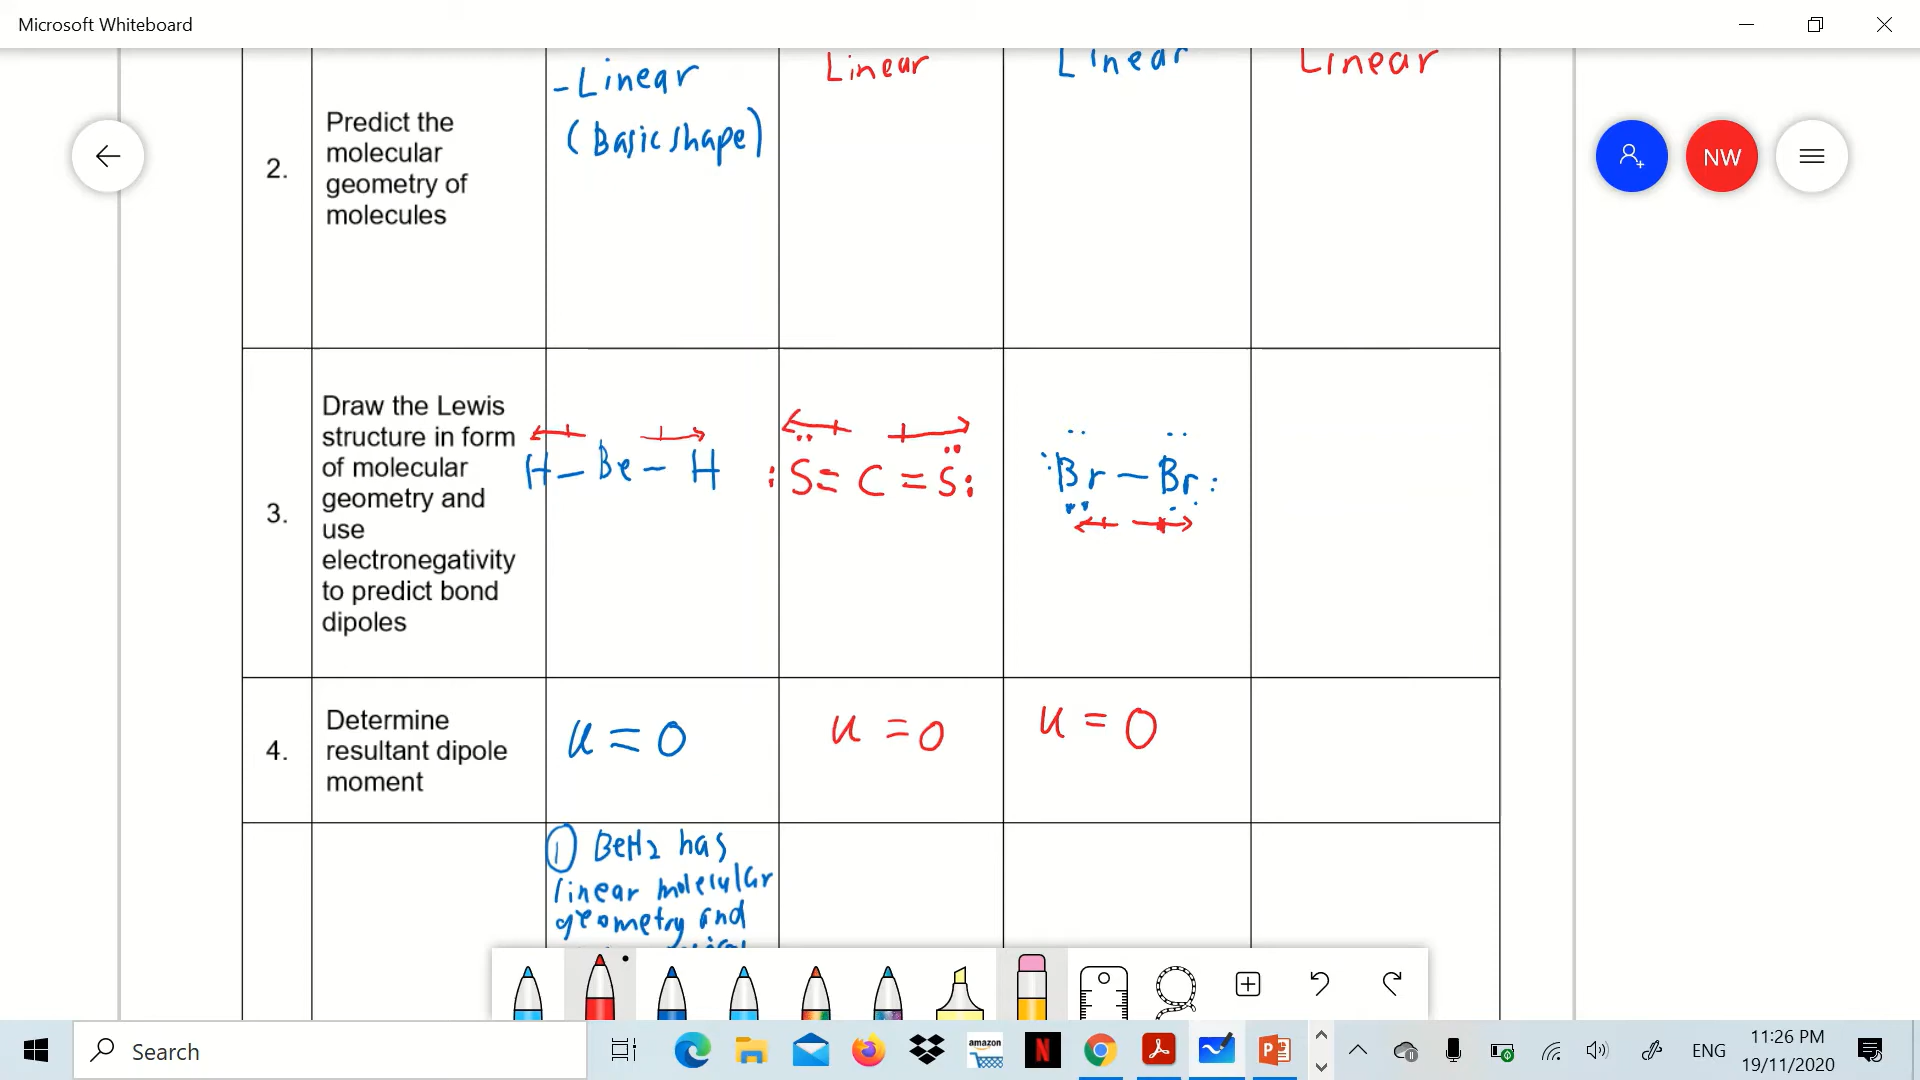 Microsoft Whiteboard
2.
Predict the
molecular
geometry of
molecules
- Linear
(Basic shape)
Linear
Linear
Linear
NW
3.
Draw the Lewis
structure in form
of molecular
geometry and
use
electronegativity
to predict bond
dipoles
H – Be – H
:S = C = S:
:Br – Br:
4.
Determine
resultant dipole
moment
u = 0
u = 0
u = 0
① BeH2 has
linear molecular
geometry and
Search
amazon
N
ENG
11:26 PM
19/11/2020